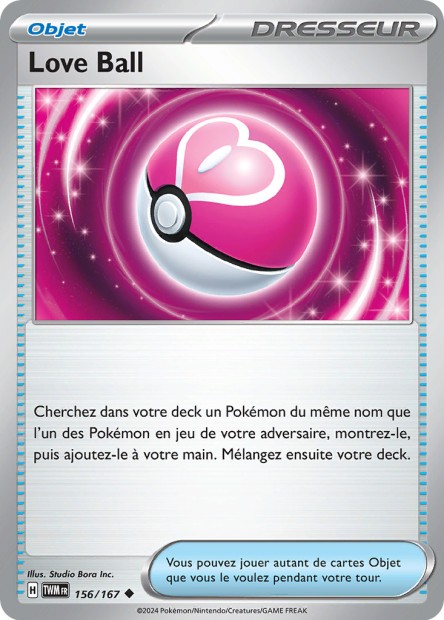 Objet
DRESSEUR
Love Ball
Cherchez dans votre deck un Pokémon du même nom que
l'un des Pokémon en jeu de votre adversaire, montrez-le,
puis ajoutez-le à votre main. Mélangez ensuite votre deck.
Vous pouvez jouer autant de cartes Objet
que vous le voulez pendant votre tour.
Illus. Studio Bora Inc.
H TWM FR 156/167
©2024 Pokémon/Nintendo/Creatures/GAME FREAK